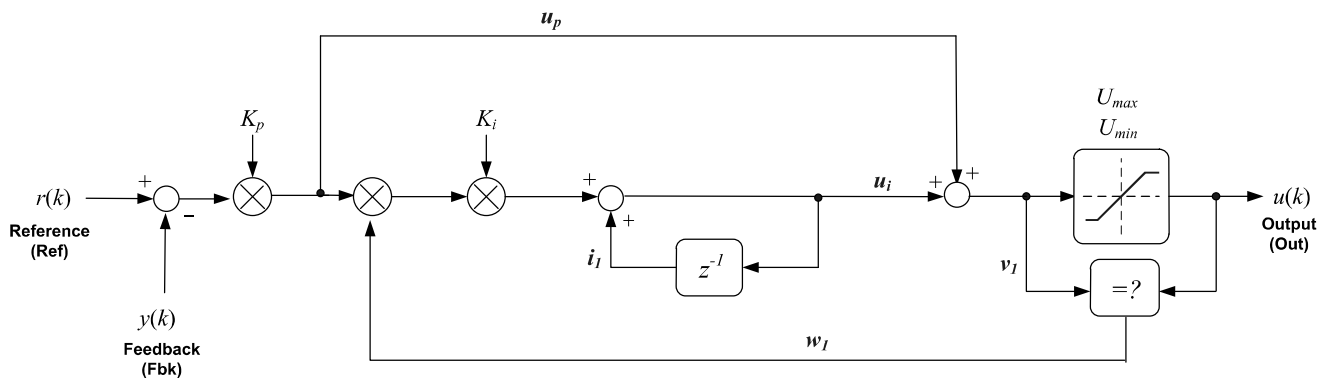 u_p
U_max
U_min
K_p
K_i
+
+
+
+
r(k)
u_i
u(k)
Reference
(Ref)
−
+
Output
(Out)
i_1
z^-1
v_1
=?
y(k)
Feedback
(Fbk)
w_1